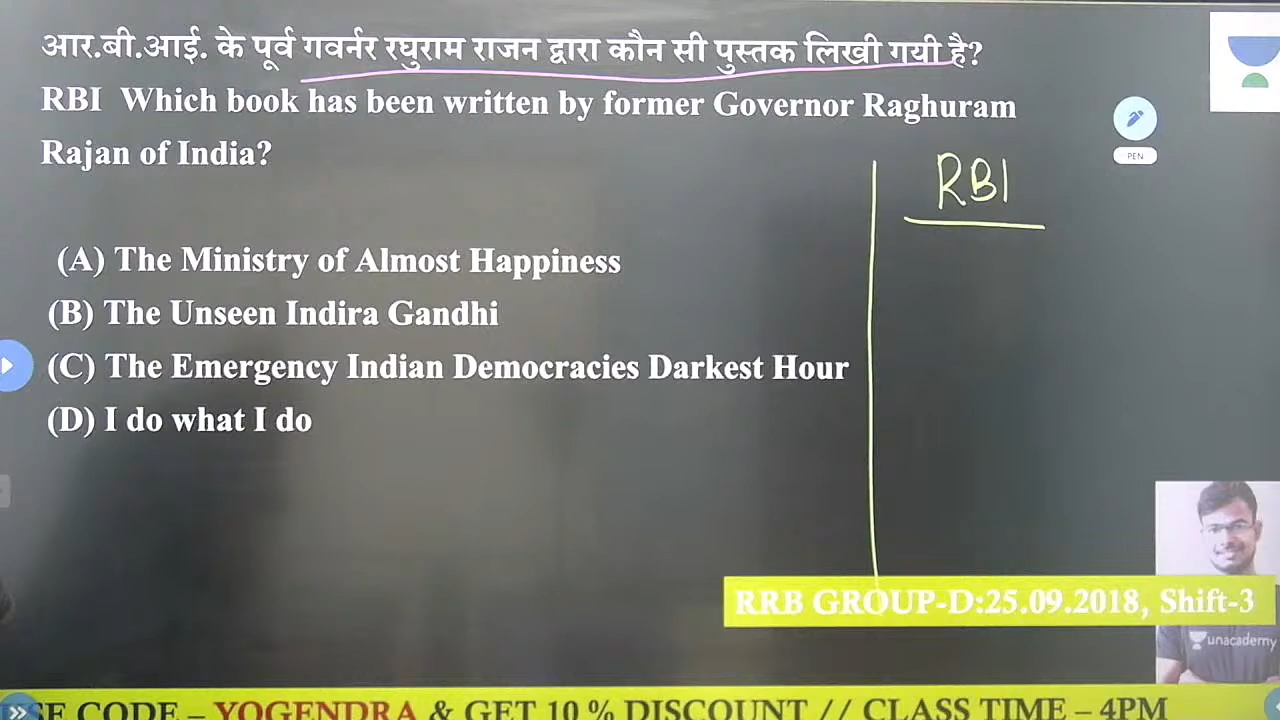 आर.बी.आई. के पूर्व गवर्नर रघुराम राजन द्वारा कौन सी पुस्तक लिखी गयी है?
RBI Which book has been written by former Governor Raghuram
Rajan of India?
PEN
RBI
(A) The Ministry of Almost Happiness
(B) The Unseen Indira Gandhi
(C) The Emergency Indian Democracies Darkest Hour
(D) I do what I do
RRB GROUP-D:25.09.2018, Shift-3
unacademy
SE CODE – YOGENDRA & GET 10 % DISCOUNT // CLASS TIME – 4PM